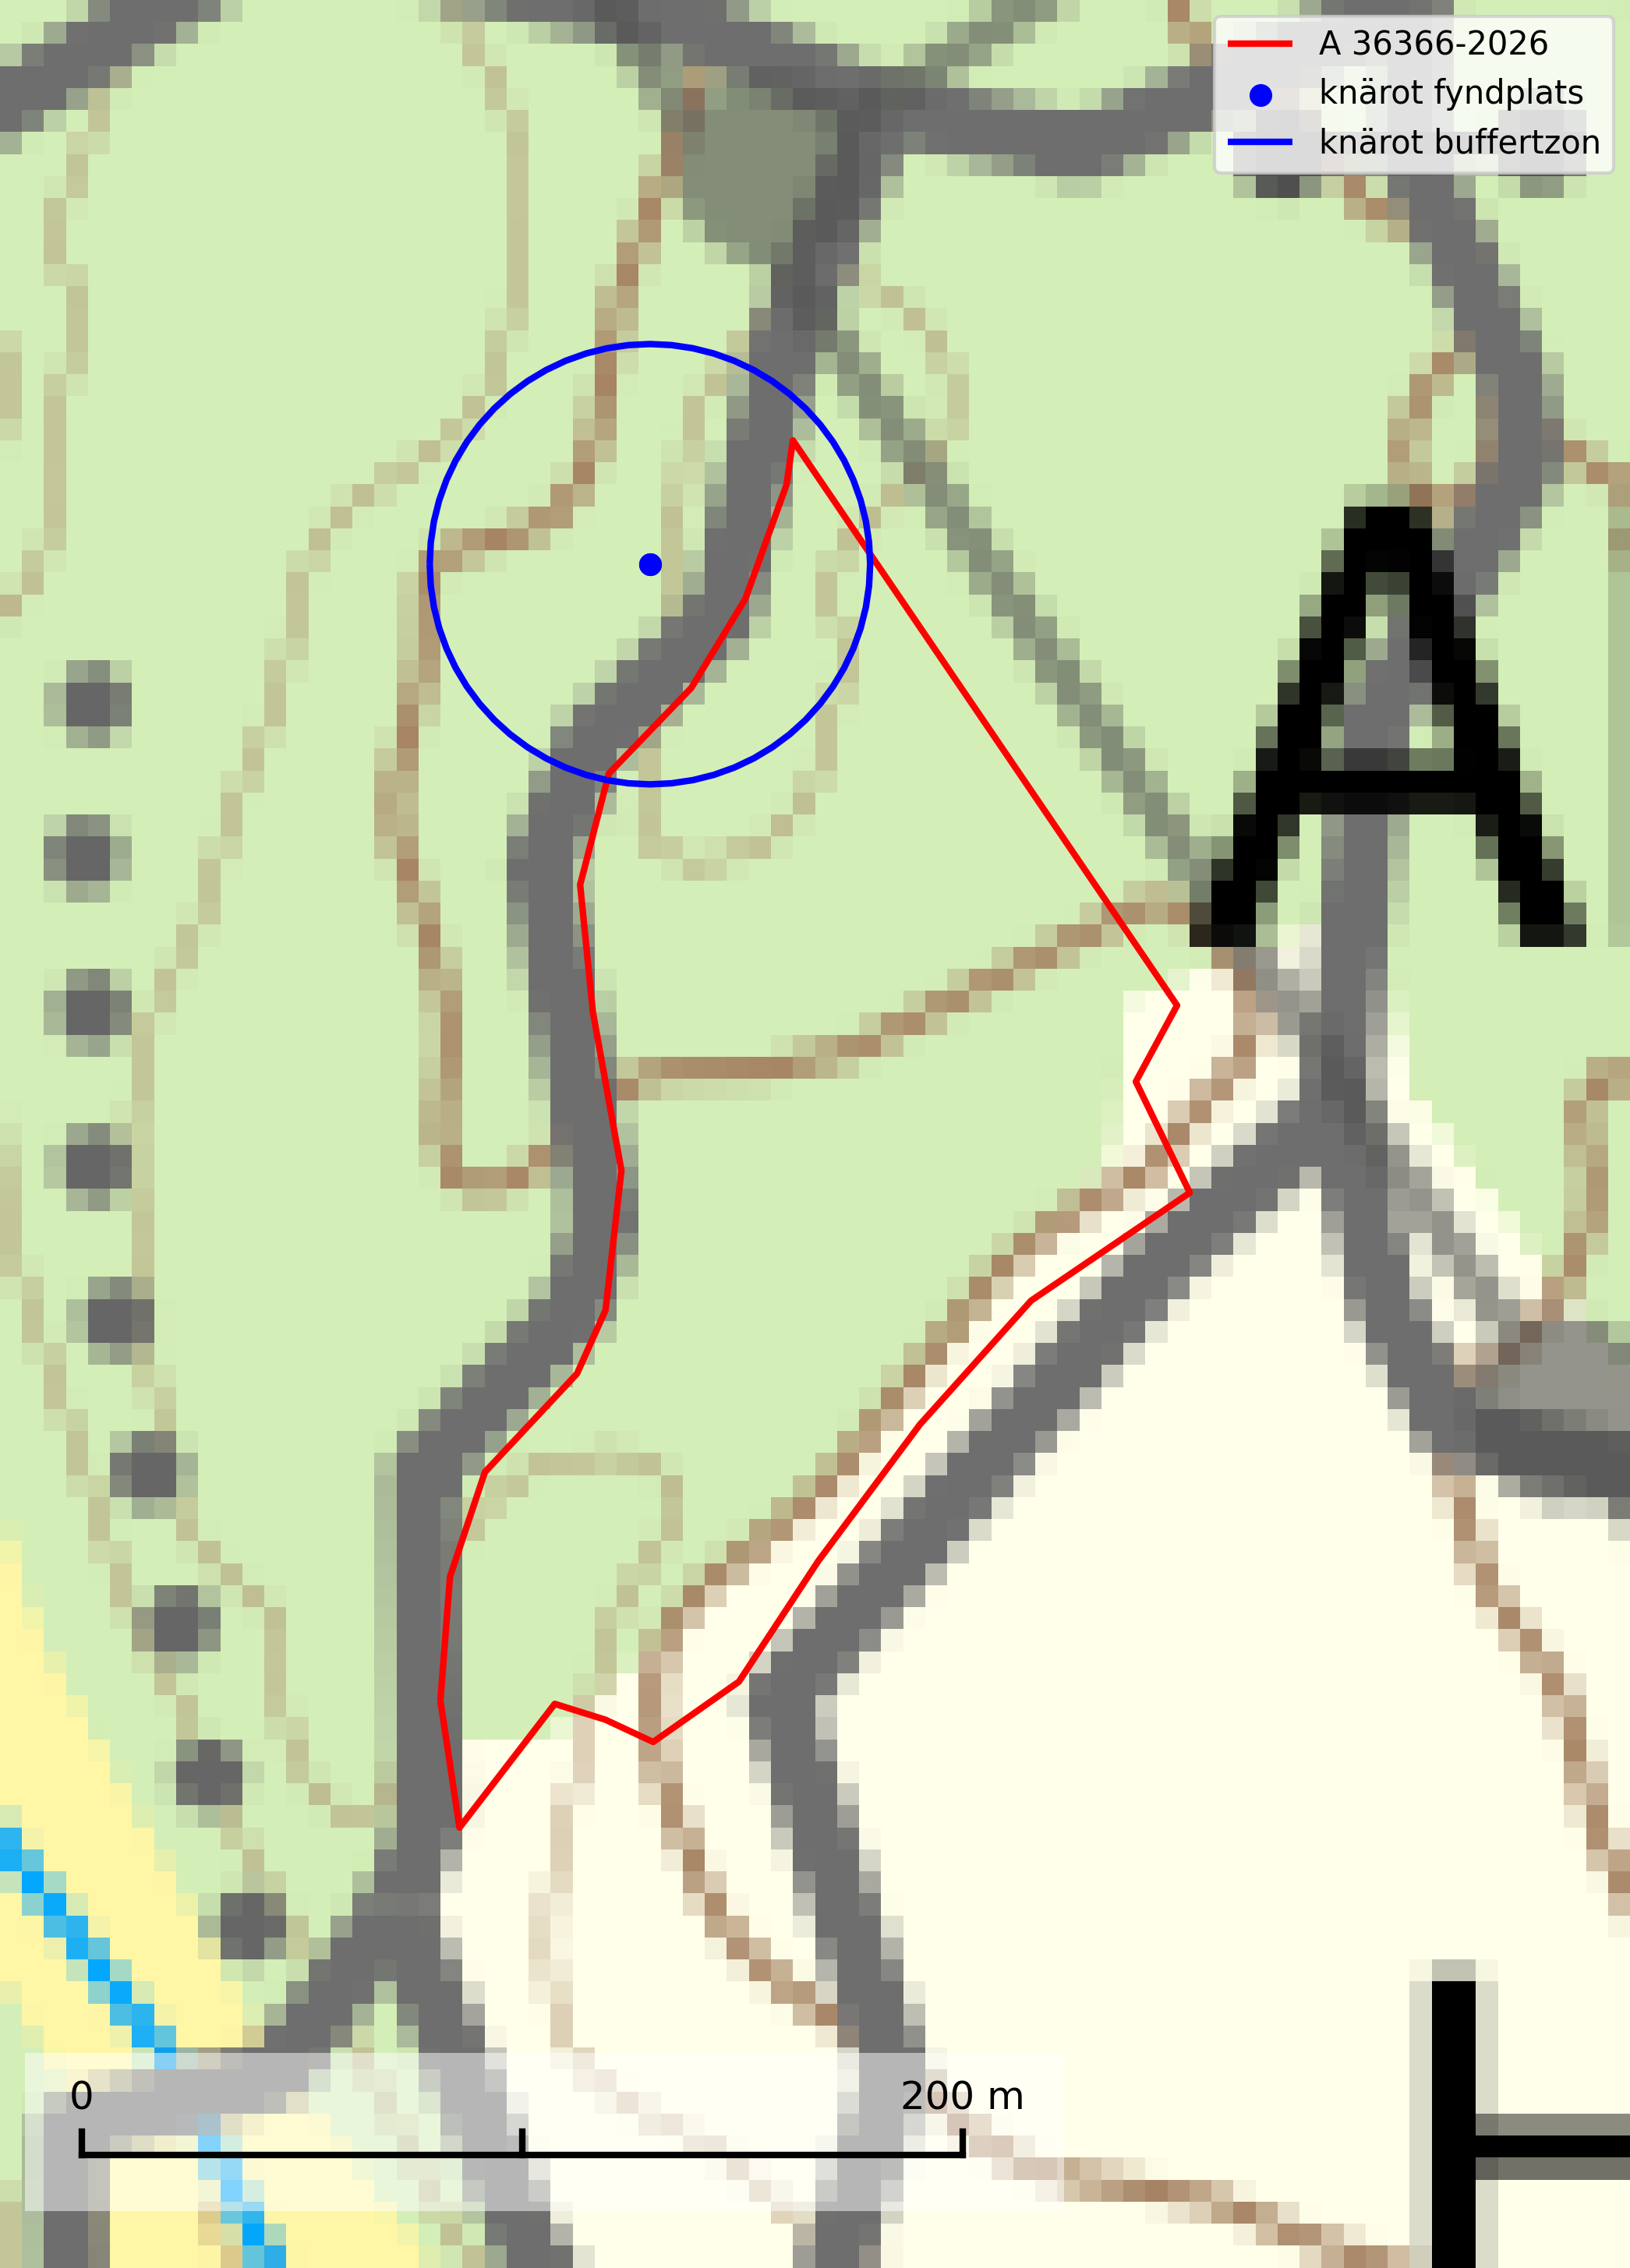 A 36366-2026
knärot fyndplats
knärot buffertzon
A
0 200 m